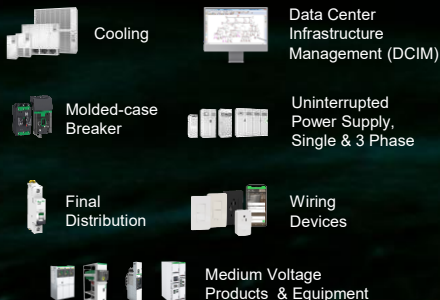 Cooling
Data Center
Infrastructure
Management (DCIM)
Molded-case
Breaker
Uninterrupted
Power Supply,
Single & 3 Phase
Final
Distribution
Wiring
Devices
Medium Voltage
Products & Equipment